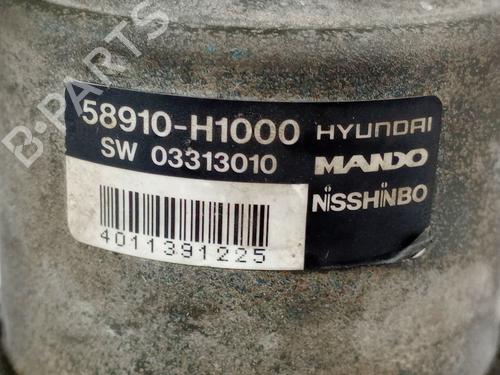 B-PARTS
58910-H1000
SW 03313010
4011391225
HYUNDAI
MANDO
NISSHINBO